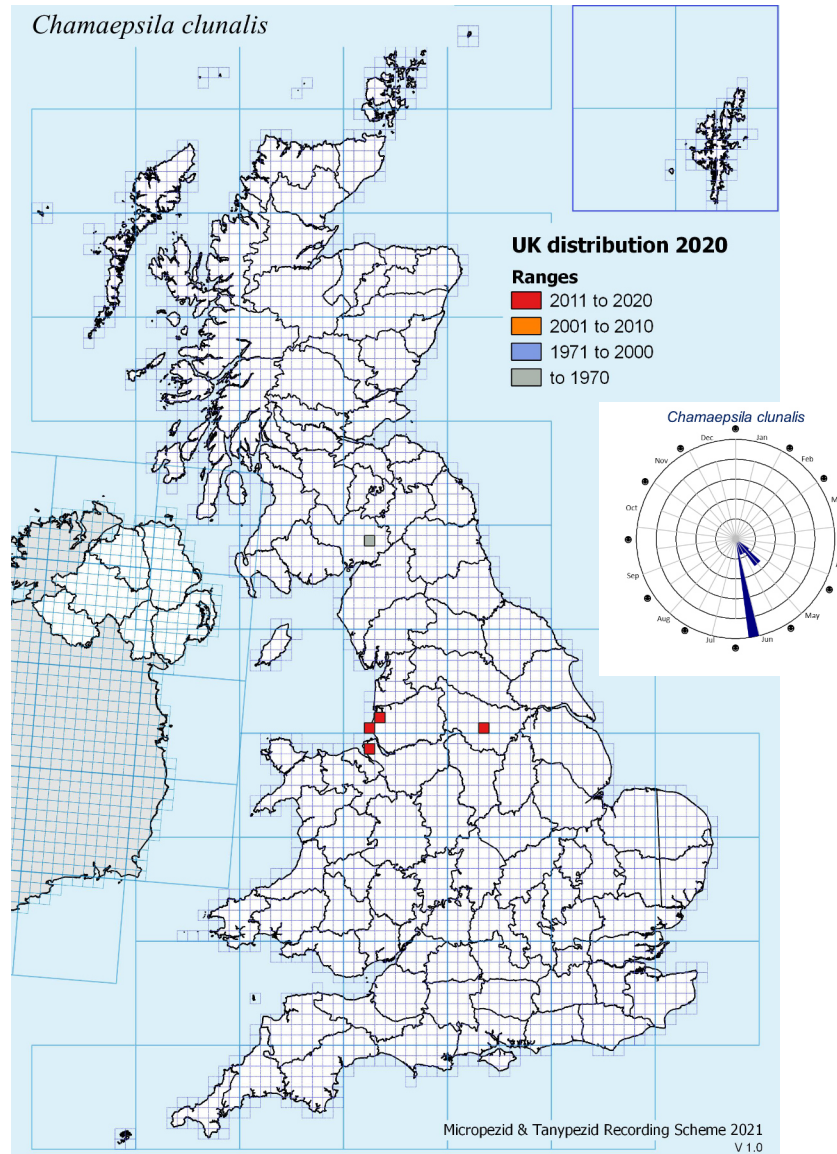 Chamaepsila clunalis
UK distribution 2020
Ranges
2011 to 2020
2001 to 2010
1971 to 2000
to 1970
Chamaepsila clunalis
Dec
Jan
Nov
Feb
Oct
Sep
Aug
May
Jul
Jun
Micropezid & Tanypezid Recording Scheme 2021
V 1.0